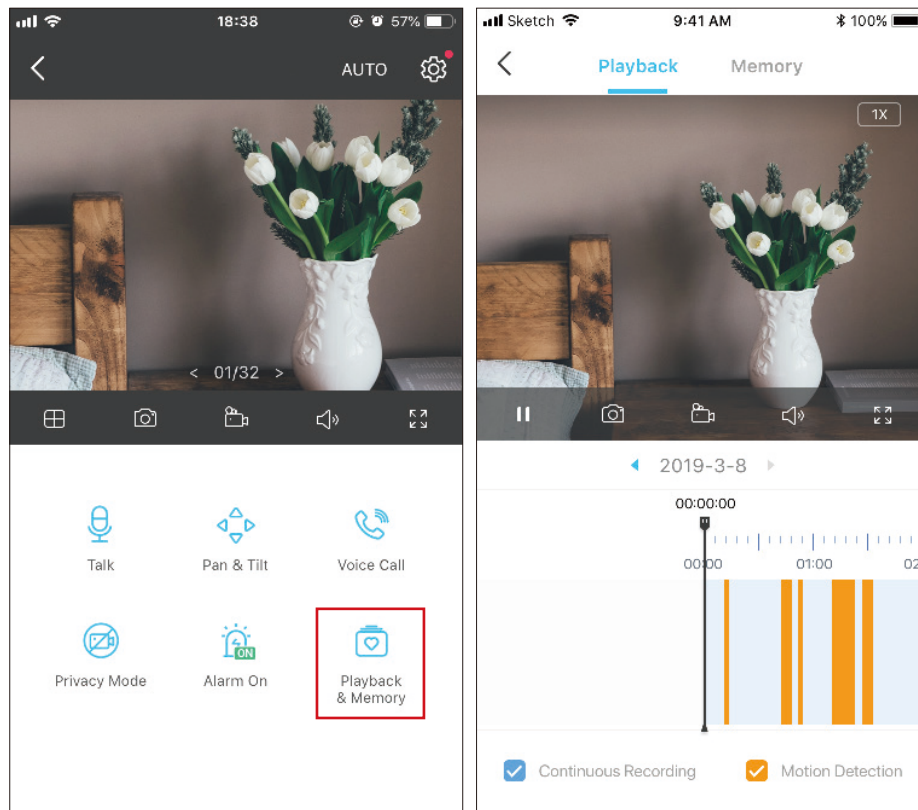 18:38
57%
AUTO
< 01/32 >
Talk
Pan & Tilt
Voice Call
Privacy Mode
ON
Alarm On
Playback
& Memory
Sketch
9:41 AM
100%
Playback
Memory
1X
2019-3-8
00:00:00
00:00
01:00
02
Continuous Recording
Motion Detection